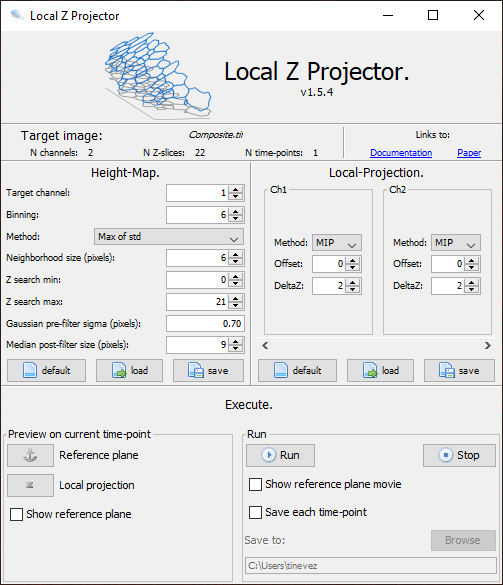 Local Z Projector
Local Z Projector.
v1.5.4
Target image: Composite.tif Links to:
N channels: 2 N Z-slices: 22 N time-points: 1 Documentation Paper
Height-Map.
Target channel: 1
Binning: 6
Method: Max of std
Neighborhood size (pixels): 6
Z search min: 0
Z search max: 21
Gaussian pre-filter sigma (pixels): 0.70
Median post-filter size (pixels): 9
default load save
Local-Projection.
Ch1
Method: MIP
Offset: 0
DeltaZ: 2
Ch2
Method: MIP
Offset: 0
DeltaZ: 2
default load save
Execute.
Preview on current time-point
Reference plane
Local projection
Show reference plane
Run
Run Stop
Show reference plane movie
Save each time-point
Save to: Browse
C:\Users\tinevez